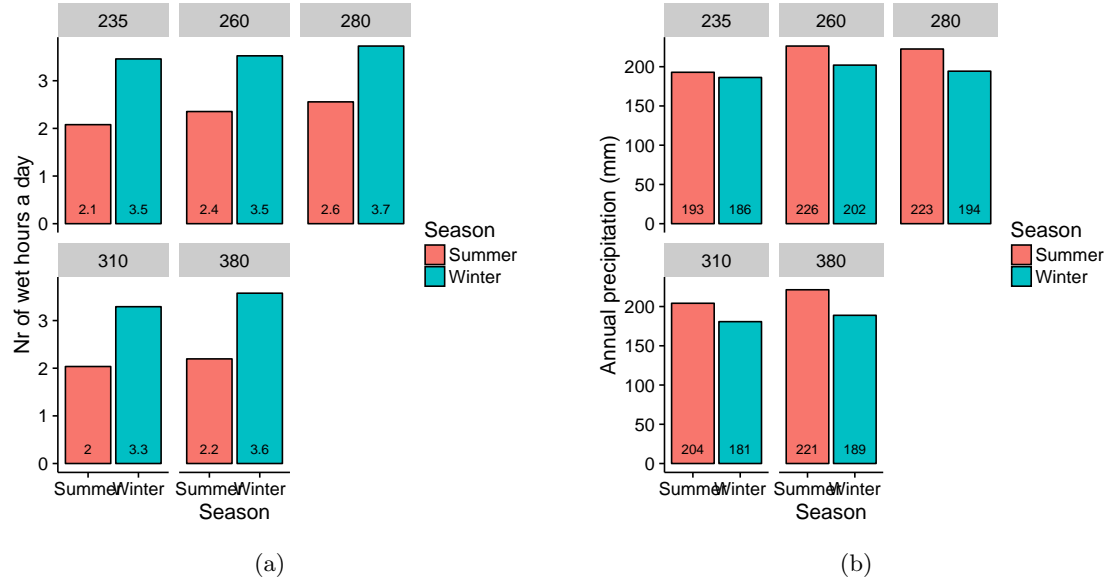 235 260 280
Nr of wet hours a day
3
2
1
0
2.1 3.5 2.4 3.5 2.6 3.7
310 380
3
2
1
0
2 3.3 2.2 3.6
Summer Winter Summer Winter
Season
Season
Summer
Winter
(a)
235 260 280
Annual precipitation (mm)
200
150
100
50
0
193 186 226 202 223 194
310 380
200
150
100
50
0
204 181 221 189
Summer Winter Summer Winter
Season
Season
Summer
Winter
(b)